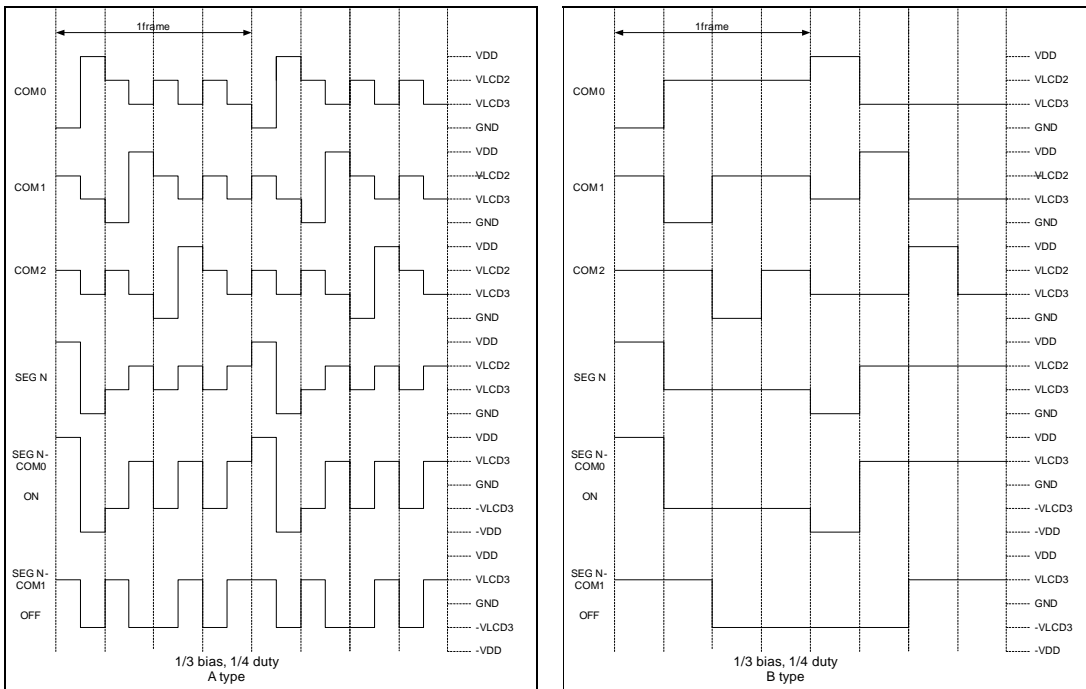 1frame
COM0
VDD
VLCD2
VLCD3
GND
COM1
VDD
VLCD2
VLCD3
GND
COM2
VDD
VLCD2
VLCD3
GND
SEG N
VDD
VLCD2
VLCD3
GND
SEG N-
COM0
ON
VDD
VLCD3
GND
-VLCD3
-VDD
SEG N-
COM1
OFF
VDD
VLCD3
GND
-VLCD3
-VDD
1/3 bias, 1/4 duty
A type
1frame
COM0
VDD
VLCD2
VLCD3
GND
COM1
VDD
VLCD2
VLCD3
GND
COM2
VDD
VLCD2
VLCD3
GND
SEG N
VDD
VLCD2
VLCD3
GND
SEG N-
COM0
ON
VDD
VLCD3
GND
-VLCD3
-VDD
SEG N-
COM1
OFF
VDD
VLCD3
GND
-VLCD3
-VDD
1/3 bias, 1/4 duty
B type